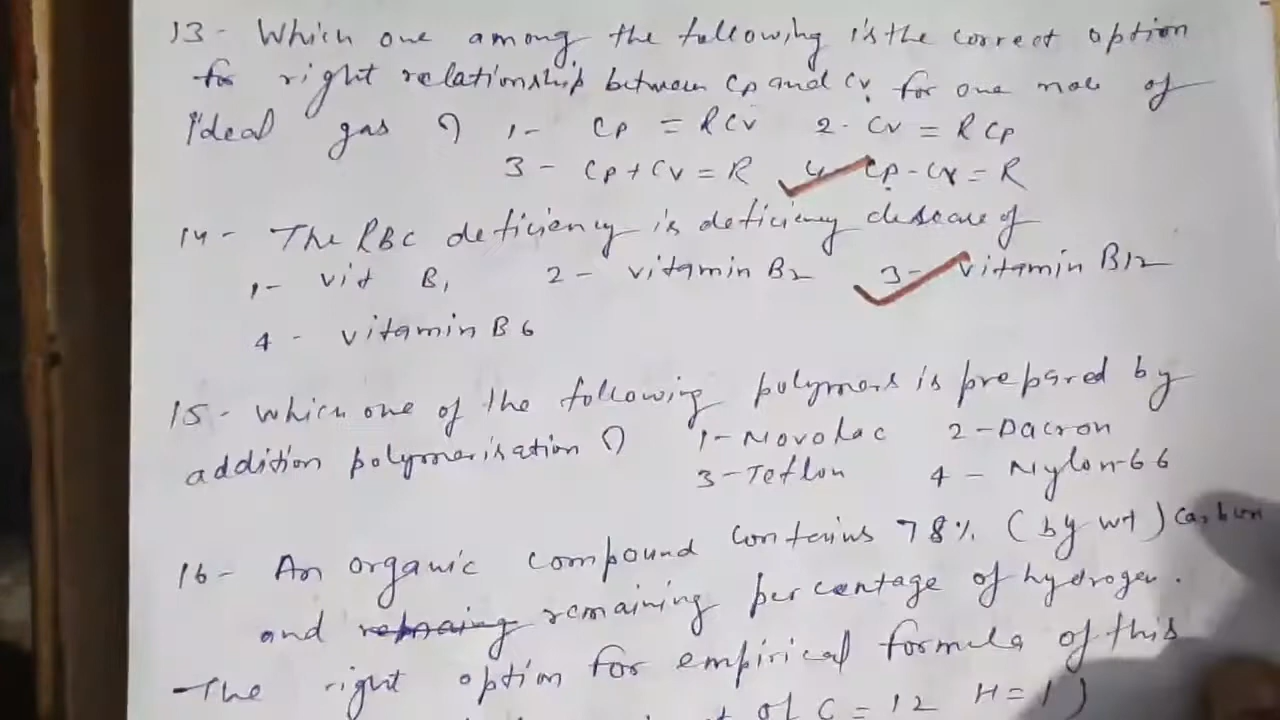 13- Which one among the following is the correct option
for right relationship between Cp and Cv for one mole of
ideal gas ? 1- Cp = RCv 2- Cv = R Cp
3- Cp + Cv = R 4- Cp - Cv = R
14- The RBC deficiency is deficiency disease of
1- vit B1 2- vitamin B2 3- vitamin B12
4- vitamin B6
15- which one of the following polymers is prepared by
addition polymerisation ? 1- Novolac 2- Dacron
3- Teflon 4- Nylon-66
16- An organic compound contains 78% (by wt) carbon
and remaining percentage of hydrogen.
The right option for empirical formula of this
of C = 12 H = 1)